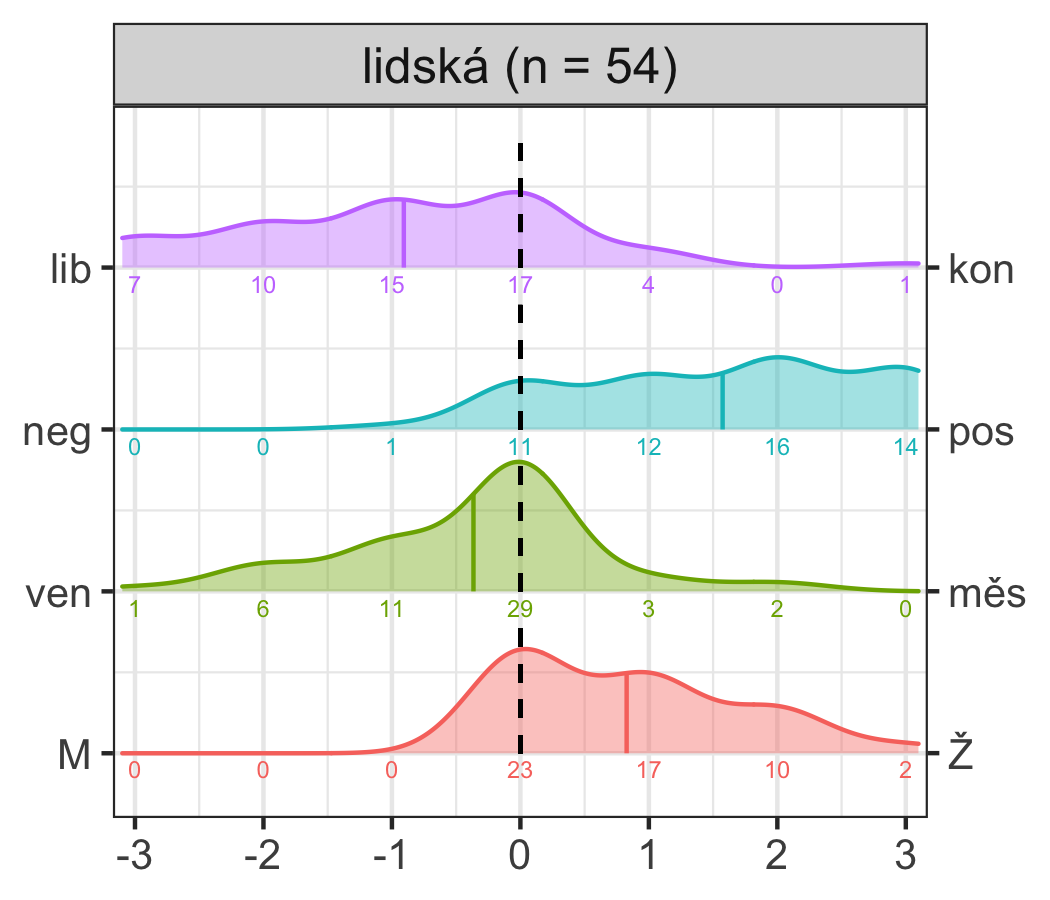 lidská (n = 54)
lib kon
7 10 15 17 4 0 1
neg pos
0 0 1 11 12 16 14
ven měs
1 6 11 29 3 2 0
M Ž
0 0 0 23 17 10 2
-3 -2 -1 0 1 2 3